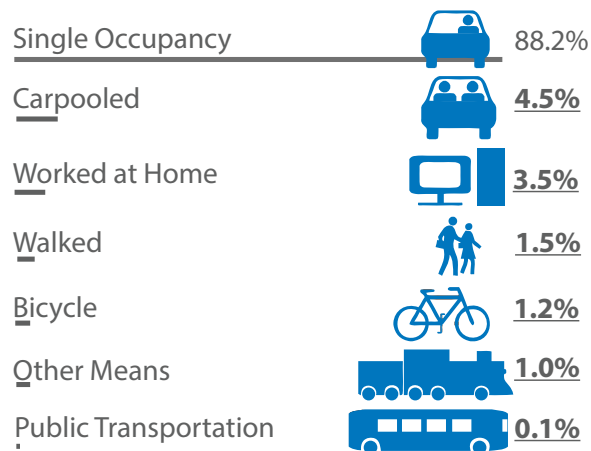 Single Occupancy 88.2%
Carpooled 4.5%
Worked at Home 3.5%
Walked 1.5%
Bicycle 1.2%
Other Means 1.0%
Public Transportation 0.1%